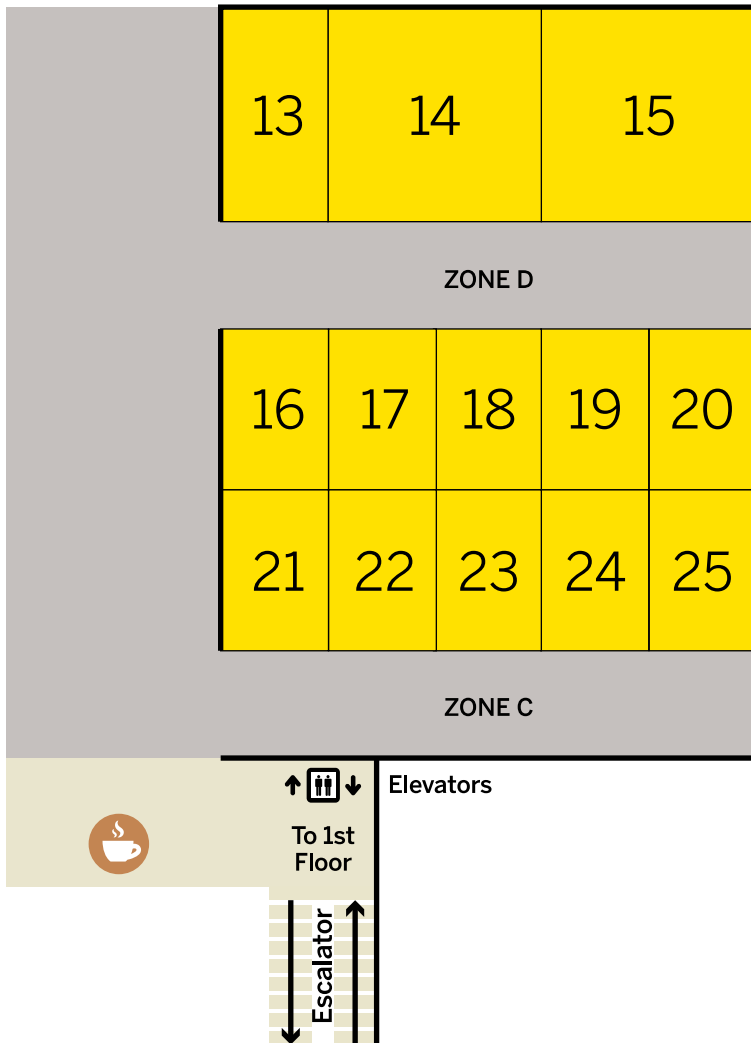 13 14 15
ZONE D
16 17 18 19 20
21 22 23 24 25
ZONE C
Elevators
To 1st
Floor
Escalator